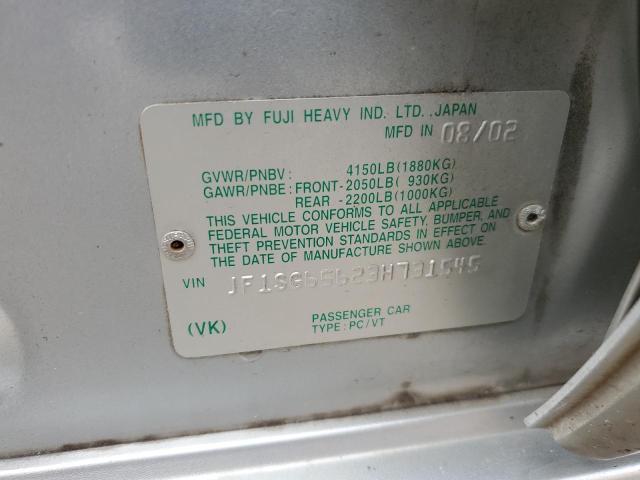 MFD BY FUJI HEAVY IND. LTD., JAPAN
MFD IN 08/02
GVWR/PNBV : 4150LB(1880KG)
GAWR/PNBE : FRONT-2050LB( 930KG)
REAR -2200LB(1000KG)
THIS VEHICLE CONFORMS TO ALL APPLICABLE
FEDERAL MOTOR VEHICLE SAFETY, BUMPER, AND
THEFT PREVENTION STANDARDS IN EFFECT ON
THE DATE OF MANUFACTURE SHOWN ABOVE.
VIN JF1SG65623H731545
(VK)
PASSENGER CAR
TYPE : PC/VT